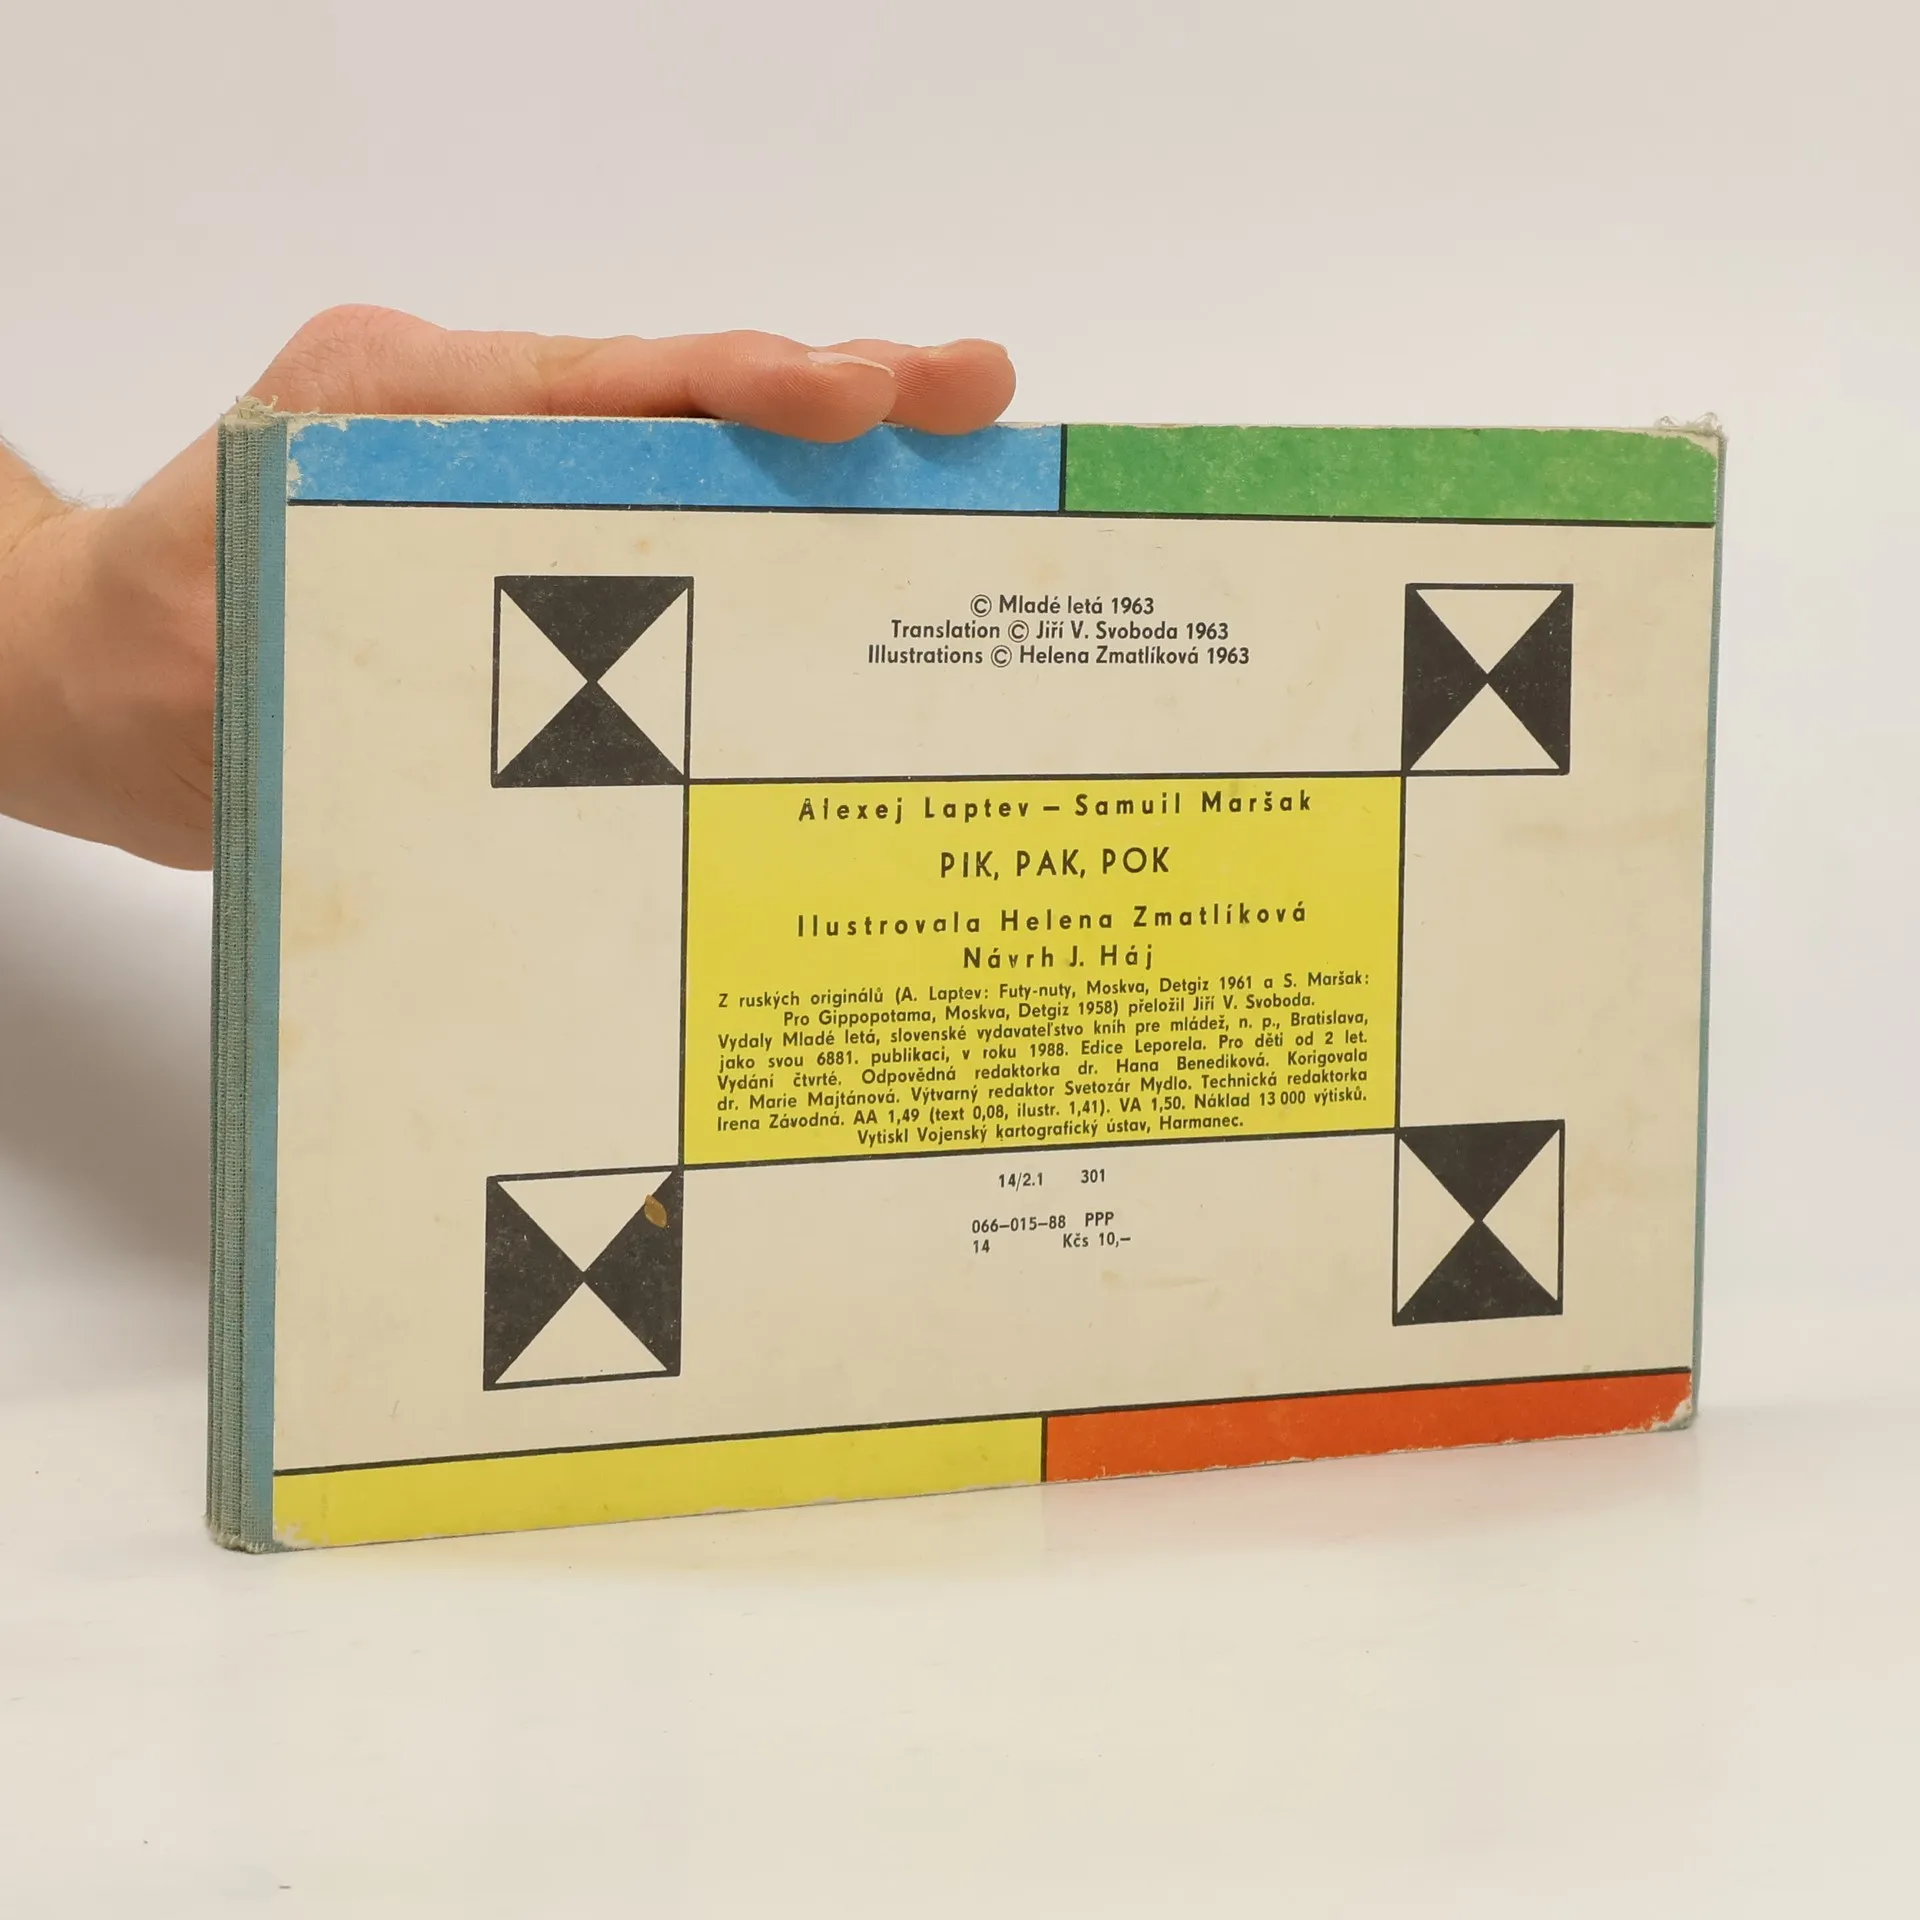 © Mladé letá 1963
Translation © Jiří V. Svoboda 1963
Illustrations © Helena Zmatlíková 1963
Alexej Laptev – Samuil Maršak
PIK, PAK, POK
Ilustrovala Helena Zmatlíková
Návrh J. Háj
Z ruských originálů (A. Laptev: Futy-nuty, Moskva, Detgiz 1961 a S. Maršak:
Pro Gippopotama, Moskva, Detgiz 1958) přeložil Jiří V. Svoboda.
Vydaly Mladé letá, slovenské vydavateľstvo kníh pre mládež, n. p., Bratislava,
jako svou 6881. publikaci, v roku 1988. Edice Leporela. Pro děti od 2 let.
Vydání čtvrté. Odpovědná redaktorka dr. Hana Benediková. Korigovala
dr. Marie Majtánová. Výtvarný redaktor Svetozár Mydlo. Technická redaktorka
Irena Závodná. AA 1,49 (text 0,08, ilustr. 1,41). VA 1,50. Náklad 13 000 výtisků.
Vytiskl Vojenský kartografický ústav, Harmanec.
14/2.1 301
066–015–88 PPP
14 Kčs 10,–